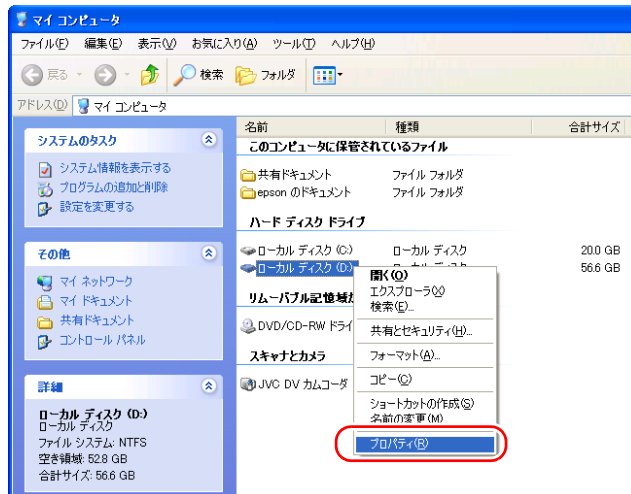 マイ コンピュータ
ファイル(F) 編集(E) 表示(V) お気に入り(A) ツール(T) ヘルプ(H)
戻る 検索 フォルダ
アドレス(D) マイ コンピュータ
システムのタスク
システム情報を表示する
プログラムの追加と削除
設定を変更する
その他
マイ ネットワーク
マイ ドキュメント
共有ドキュメント
コントロール パネル
詳細
ローカル ディスク (D:)
ローカル ディスク
ファイル システム: NTFS
空き領域: 52.8 GB
合計サイズ: 56.6 GB
名前 種類 合計サイズ
このコンピュータに保管されているファイル
共有ドキュメント ファイル フォルダ
epson のドキュメント ファイル フォルダ
ハード ディスク ドライブ
ローカル ディスク (C:) ローカル ディスク 20.0 GB
ローカル ディスク (D:) 56.6 GB
リムーバブル記憶域が
DVD/CD-RW ドライ
スキャナとカメラ
JVC DV カムコーダ
開く(O)
エクスプローラ(X)
検索(E)...
共有とセキュリティ(H)...
フォーマット(A)...
コピー(C)
ショートカットの作成(S)
名前の変更(M)
プロパティ(R)